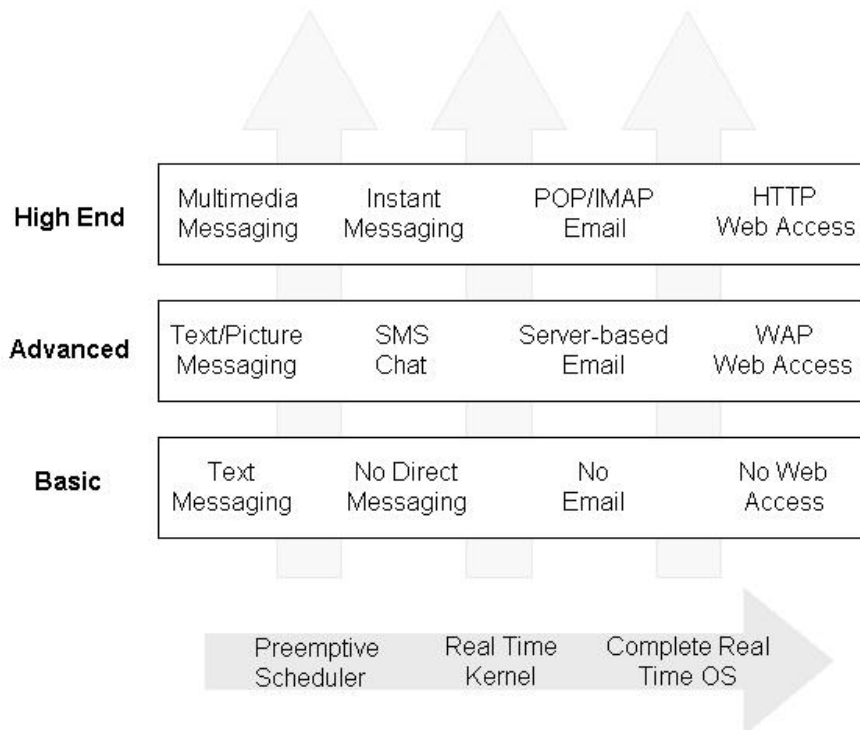 High End
Multimedia
Messaging
Instant
Messaging
POP/IMAP
Email
HTTP
Web Access
Advanced
Text/Picture
Messaging
SMS
Chat
Server-based
Email
WAP
Web Access
Basic
Text
Messaging
No Direct
Messaging
No
Email
No Web
Access
Preemptive
Scheduler
Real Time
Kernel
Complete Real
Time OS